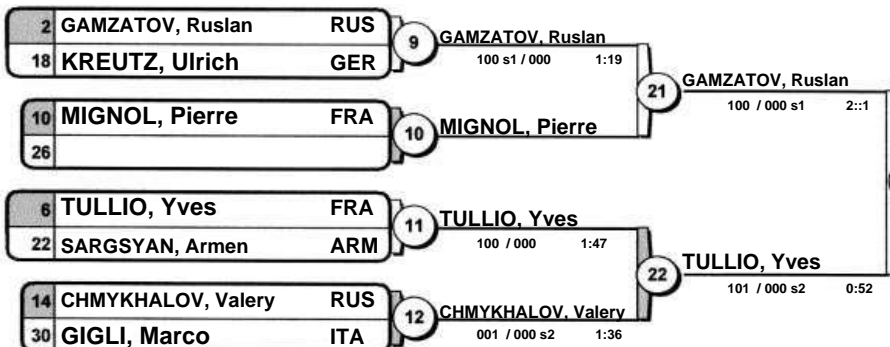 2 GAMZATOV, Ruslan RUS
18 KREUTZ, Ulrich GER
9
GAMZATOV, Ruslan
100 s1 / 000 1:19
10 MIGNOL, Pierre FRA
26
10
MIGNOL, Pierre
21
GAMZATOV, Ruslan
100 / 000 s1 2::1
6 TULLIO, Yves FRA
22 SARGSYAN, Armen ARM
11
TULLIO, Yves
100 / 000 1:47
14 CHMYKHALOV, Valery RUS
30 GIGLI, Marco ITA
12
CHMYKHALOV, Valery
001 / 000 s2 1:36
22
TULLIO, Yves
101 / 000 s2 0:52